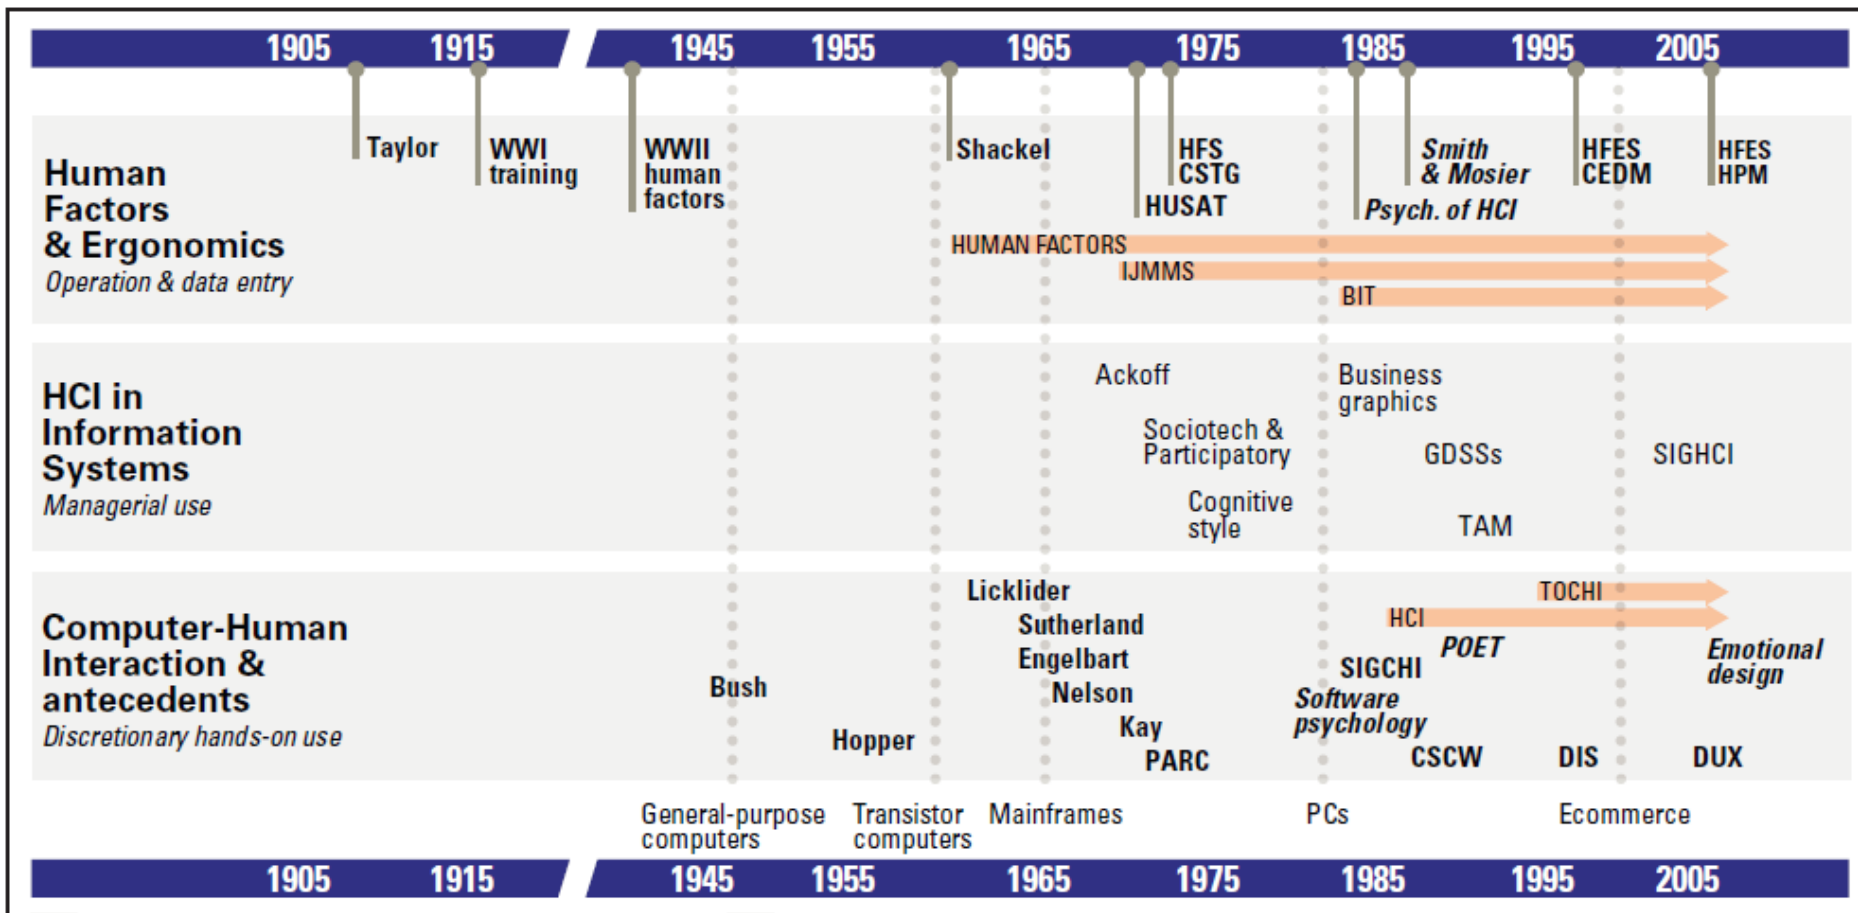 1905 1915 1945 1955 1965 1975 1985 1995 2005
Human
Factors
& Ergonomics
Operation & data entry
Taylor
WWI
training
WWII
human
factors
Shackel
HFS
CSTG
HUSAT
Smith
& Mosier
Psych. of HCI
HFES
CEDM
HFES
HPM
HUMAN FACTORS
IJMMS
BIT
HCI in
Information
Systems
Managerial use
Ackoff
Sociotech &
Participatory
Cognitive
style
Business
graphics
GDSSs
TAM
SIGHCI
Computer-Human
Interaction &
antecedents
Discretionary hands-on use
Bush
Hopper
Licklider
Sutherland
Engelbart
Nelson
Kay
PARC
TOCHI
HCI
POET
SIGCHI
Software
psychology
CSCW
DIS
Emotional
design
DUX
General-purpose
computers
Transistor
computers
Mainframes
PCs
Ecommerce
1905 1915 1945 1955 1965 1975 1985 1995 2005